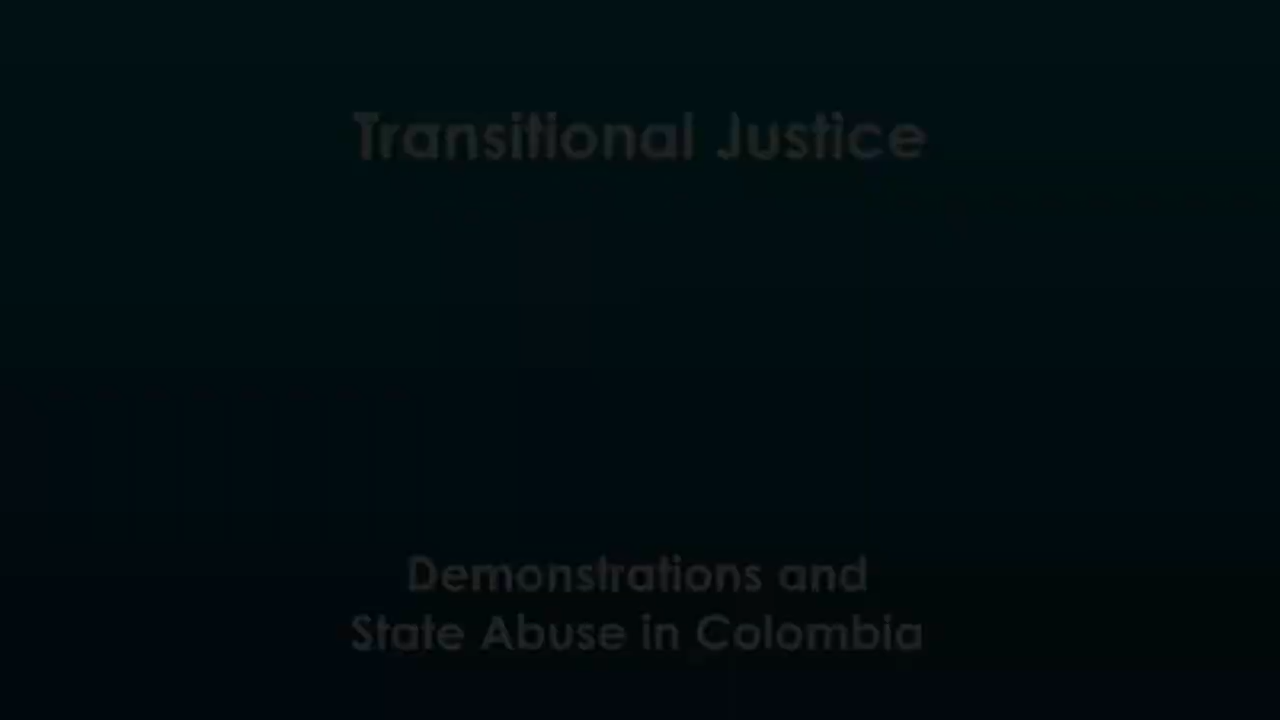 Transitional Justice
Demonstrations and
State Abuse in Colombia